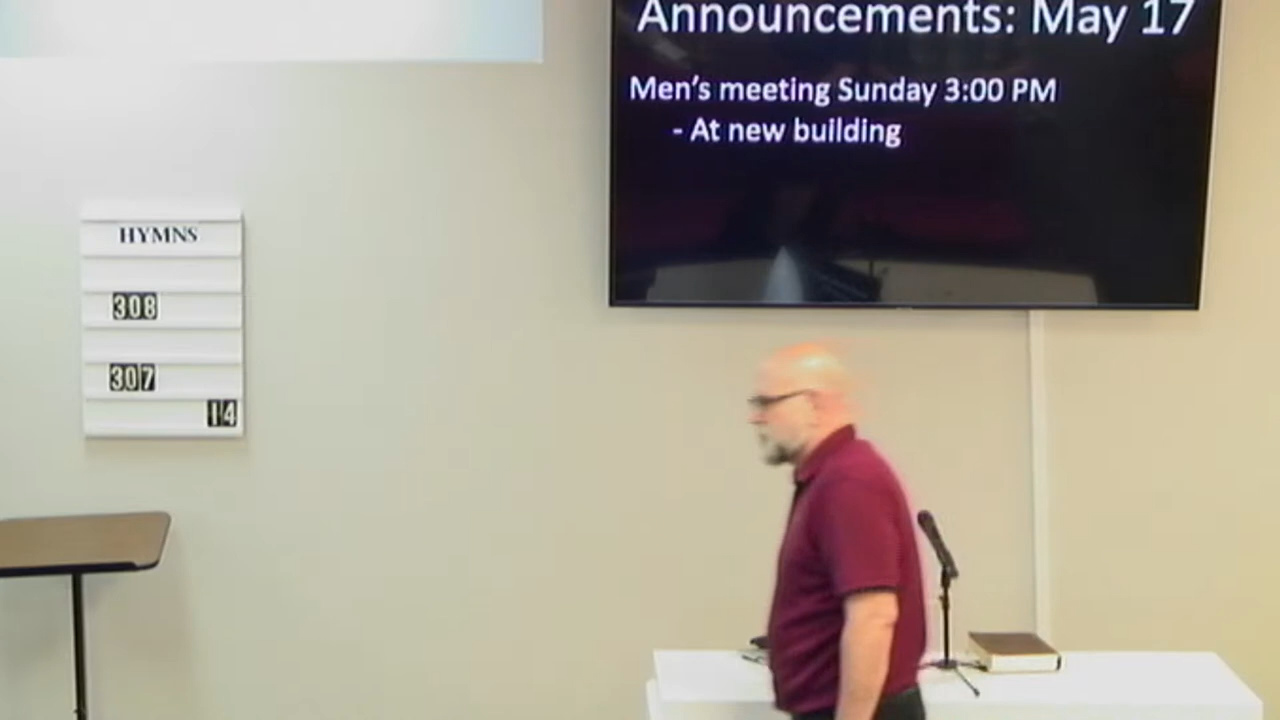 Announcements: May 17
Men's meeting Sunday 3:00 PM
- At new building
HYMNS
308
307
14